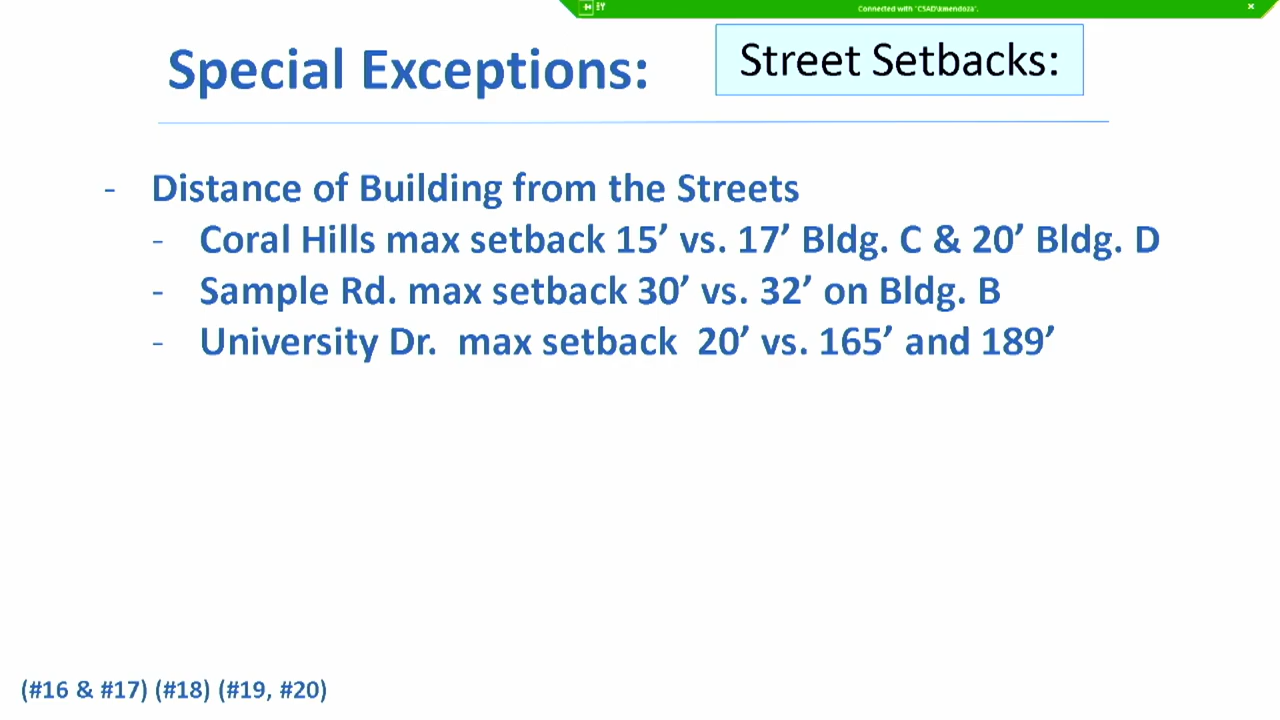 Connected with "CSAD\kmendoza".
Special Exceptions:
Street Setbacks:
- Distance of Building from the Streets
- Coral Hills max setback 15’ vs. 17’ Bldg. C & 20’ Bldg. D
- Sample Rd. max setback 30’ vs. 32’ on Bldg. B
- University Dr. max setback 20’ vs. 165’ and 189’
(#16 & #17) (#18) (#19, #20)